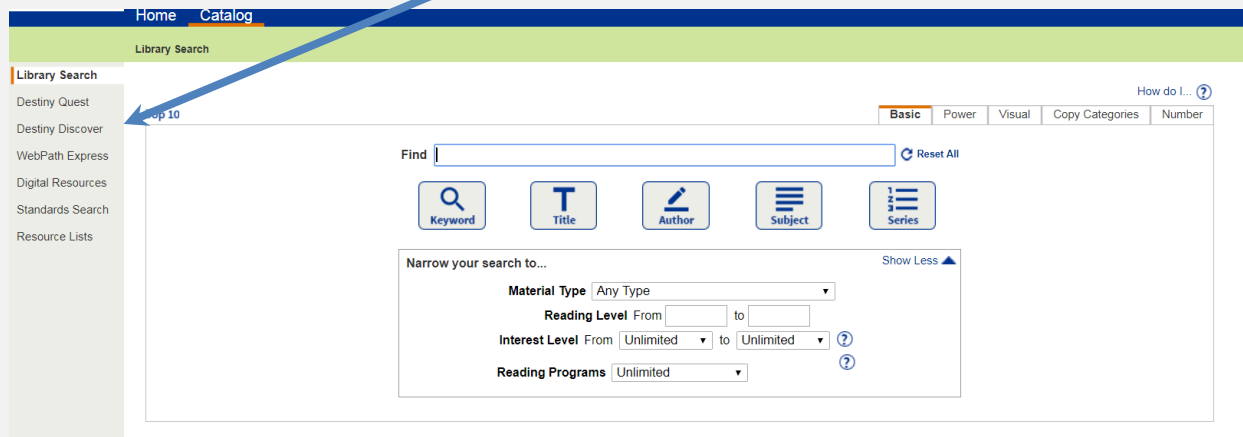 Home Catalog
Library Search
Library Search
Destiny Quest
Destiny Discover
WebPath Express
Digital Resources
Standards Search
Resource Lists
How do I... ?
Top 10
Basic Power Visual Copy Categories Number
Find Reset All
Keyword Title Author Subject Series
Narrow your search to... Show Less
Material Type Any Type
Reading Level From to
Interest Level From Unlimited to Unlimited ?
?
Reading Programs Unlimited